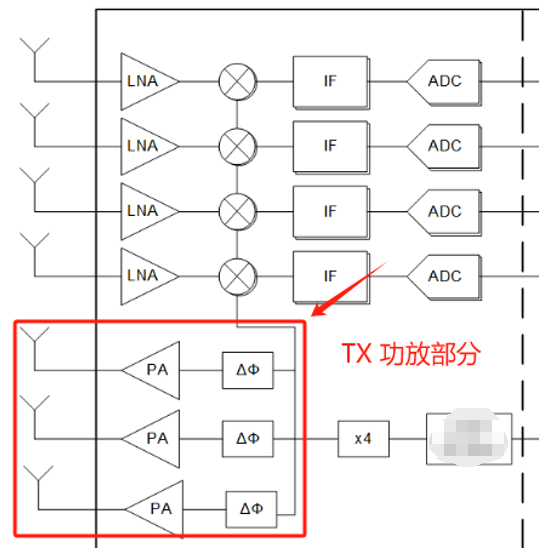 LNA IF ADC
LNA IF ADC
LNA IF ADC
LNA IF ADC
TX 功放部分
PA ΔΦ
PA ΔΦ x4
PA ΔΦ